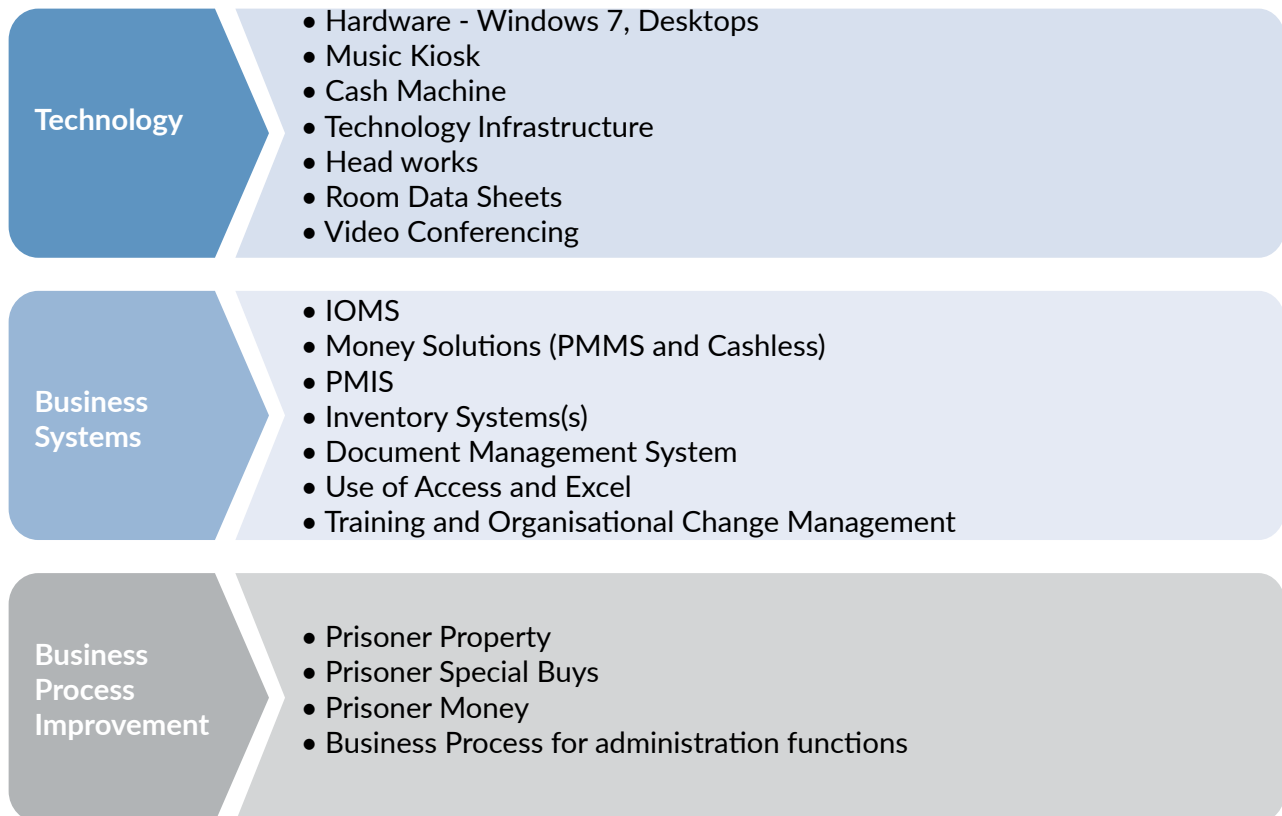 Technology
• Hardware - Windows 7, Desktops
• Music Kiosk
• Cash Machine
• Technology Infrastructure
• Head works
• Room Data Sheets
• Video Conferencing
Business
Systems
• IOMS
• Money Solutions (PMMS and Cashless)
• PMIS
• Inventory Systems(s)
• Document Management System
• Use of Access and Excel
• Training and Organisational Change Management
Business
Process
Improvement
• Prisoner Property
• Prisoner Special Buys
• Prisoner Money
• Business Process for administration functions